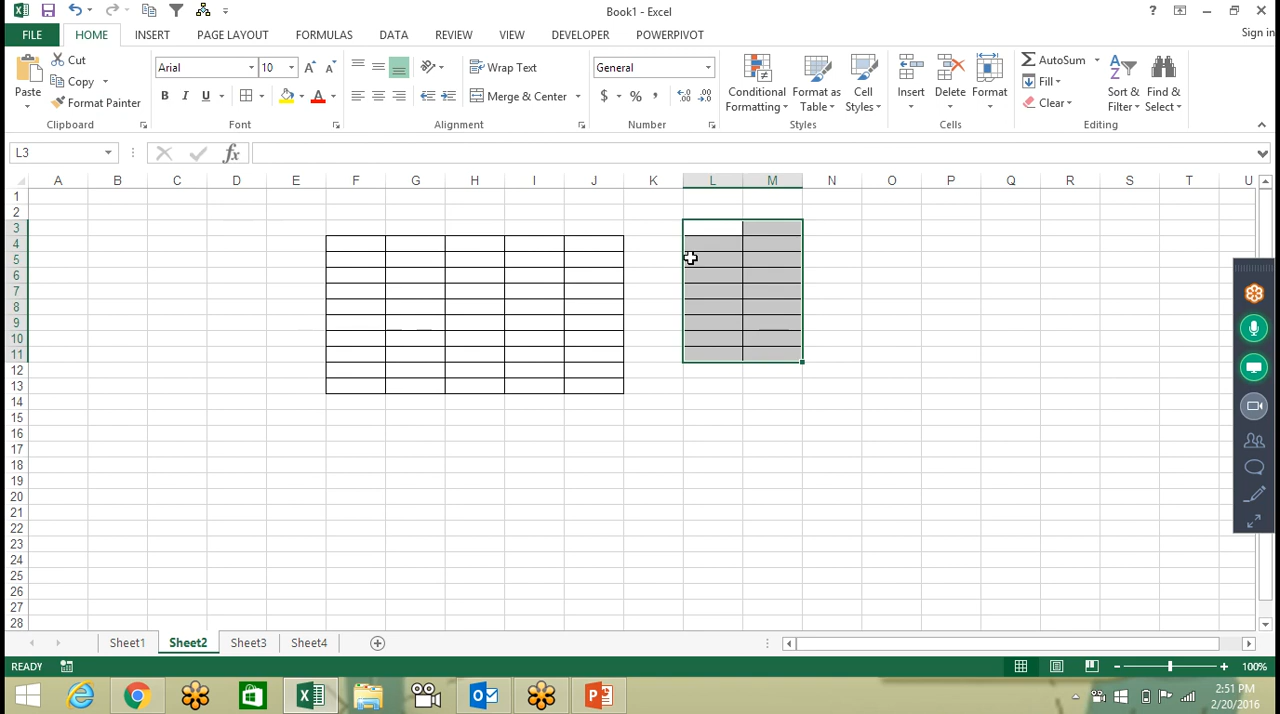 Book1 - Excel
?
FILE HOME INSERT PAGE LAYOUT FORMULAS DATA REVIEW VIEW DEVELOPER POWERPIVOT Sign in
Paste
Cut
Copy
Format Painter
Clipboard
Arial 10
B I U
Font
Wrap Text
Merge & Center
Alignment
General
$ % ,
Number
Conditional Formatting
Format as Table
Cell Styles
Styles
Insert
Delete
Format
Cells
AutoSum
Fill
Clear
Sort & Filter
Find & Select
Editing
L3
fx
A B C D E F G H I J K L M N O P Q R S T U
1
2
3
4
5
6
7
8
9
10
11
12
13
14
15
16
17
18
19
20
21
22
23
24
25
26
27
28
Sheet1 Sheet2 Sheet3 Sheet4
READY
100%
2:51 PM
2/20/2016